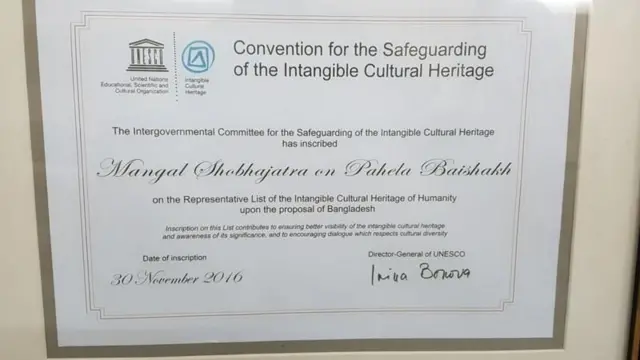 Convention for the Safeguarding
of the Intangible Cultural Heritage
United Nations
Educational, Scientific and
Cultural Organization
Intangible
Cultural
Heritage
The Intergovernmental Committee for the Safeguarding of the Intangible Cultural Heritage
has inscribed
Mangal Shobhajatra on Pahela Baishakh
on the Representative List of the Intangible Cultural Heritage of Humanity
upon the proposal of Bangladesh
Inscription on this List contributes to ensuring better visibility of the intangible cultural heritage
and awareness of its significance, and to encouraging dialogue which respects cultural diversity
Date of inscription
30 November 2016
Director-General of UNESCO
Irina Bokova